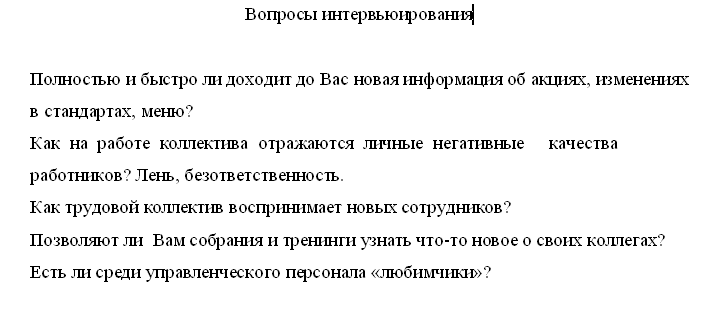 Вопросы интервьюирования
Полностью и быстро ли доходит до Вас новая информация об акциях, изменениях
в стандартах, меню?
Как на работе коллектива отражаются личные негативные качества
работников? Лень, безответственность.
Как трудовой коллектив воспринимает новых сотрудников?
Позволяют ли Вам собрания и тренинги узнать что-то новое о своих коллегах?
Есть ли среди управленческого персонала «любимчики»?